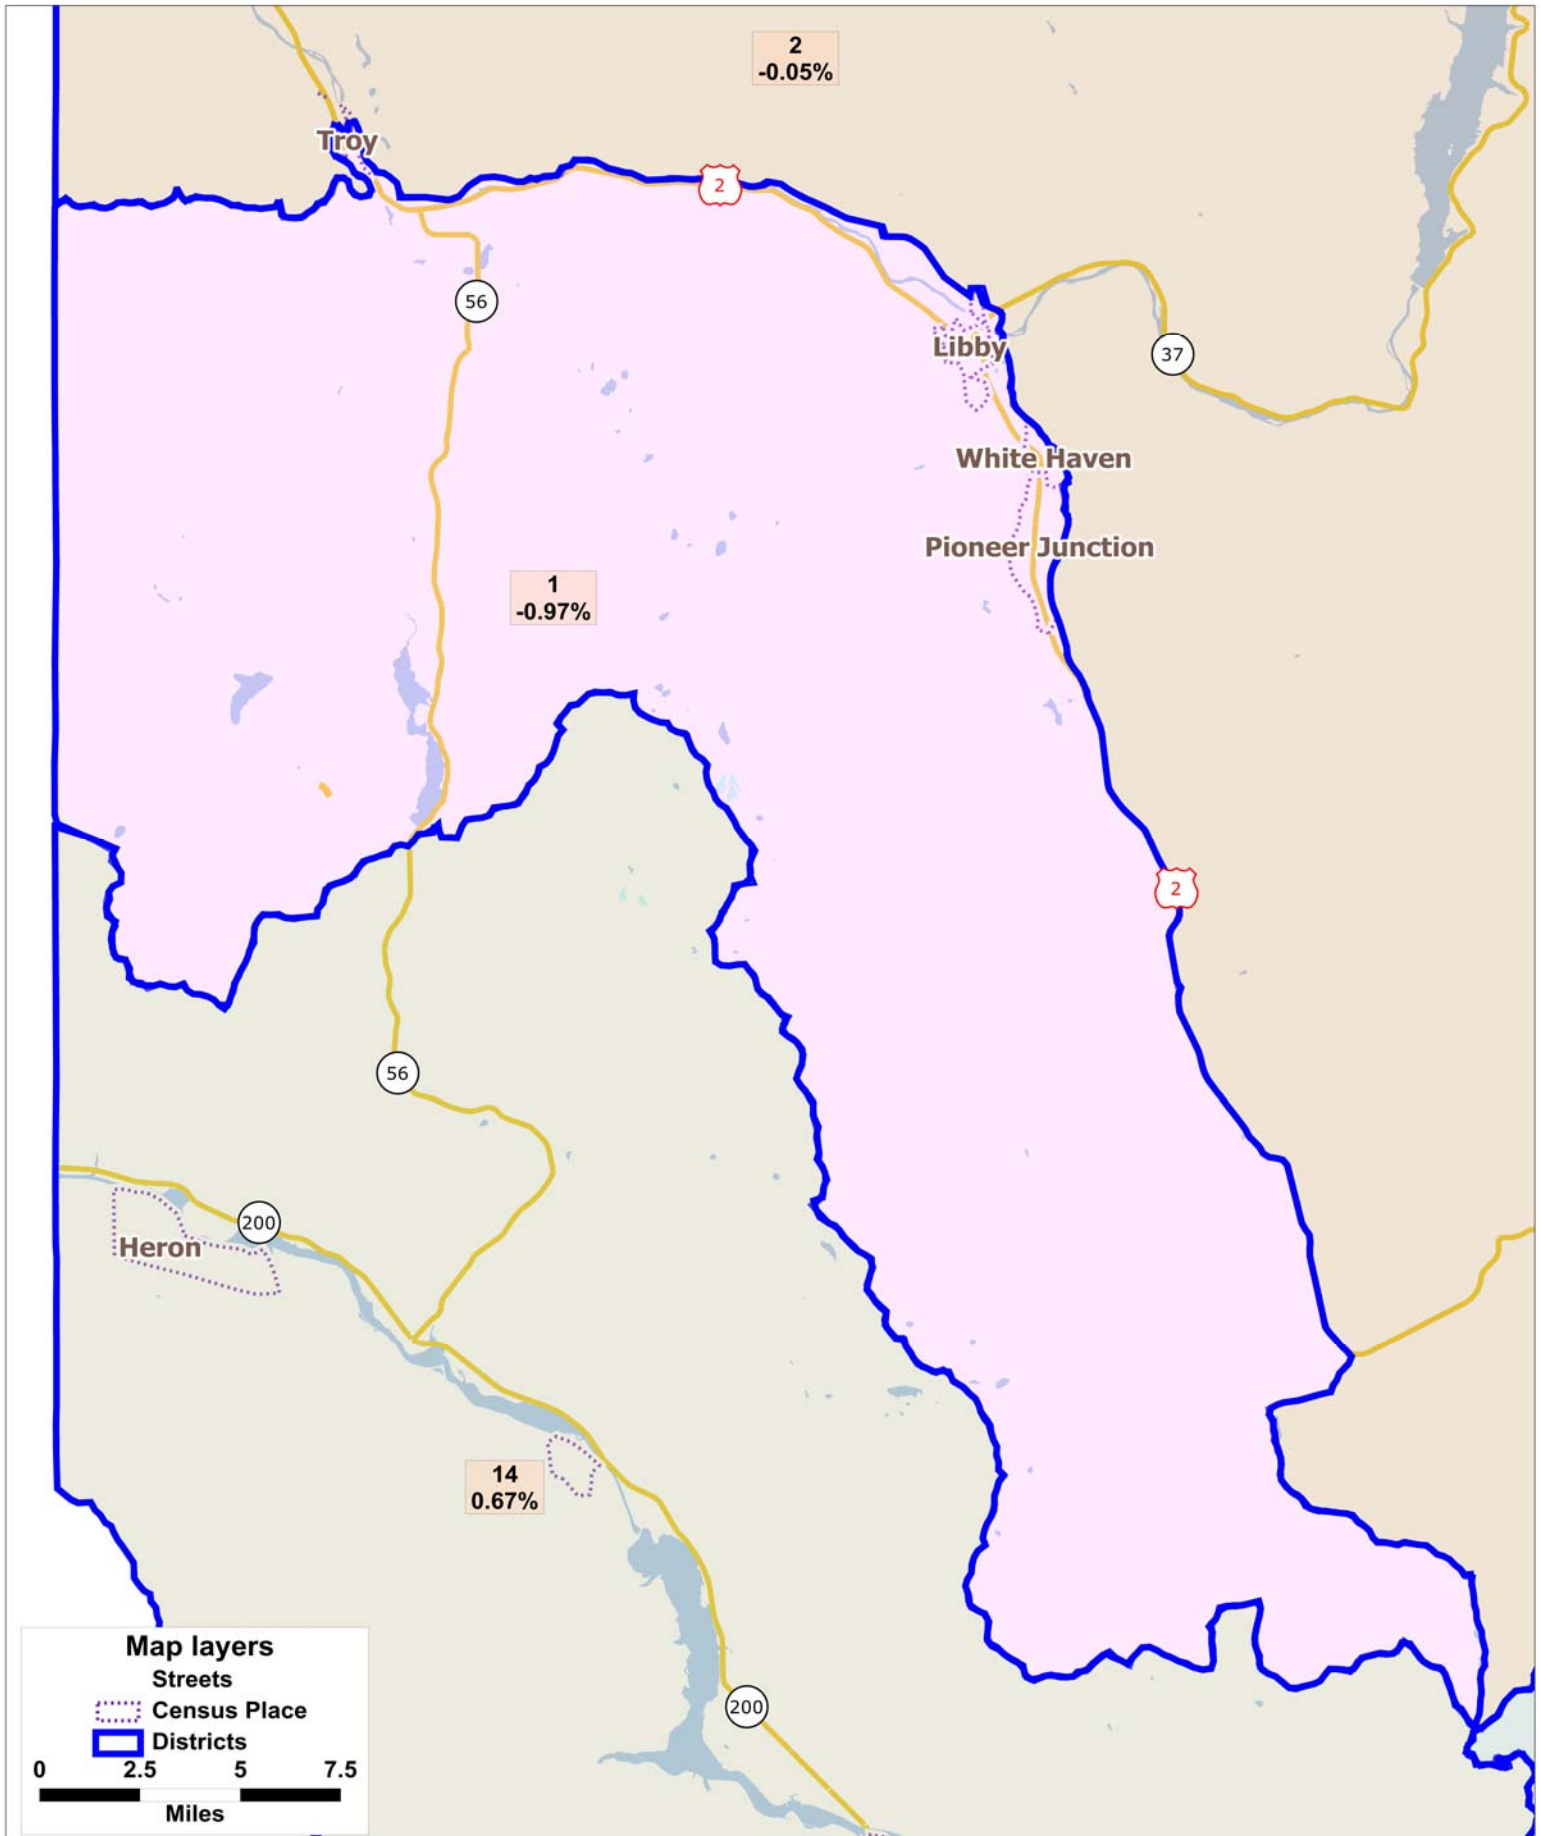 2
-0.05%
Troy
2
56
Libby
37
White Haven
Pioneer Junction
1
-0.97%
2
56
200
Heron
14
0.67%
200
Map layers
Streets
Census Place
Districts
0 2.5 5 7.5
Miles